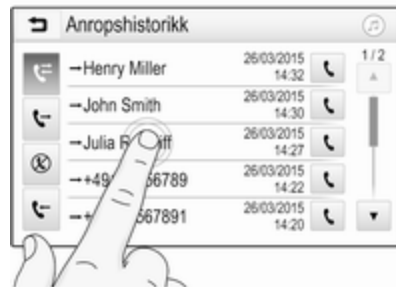 Anropshistorikk
→Henry Miller 26/03/2015 14:32
1/2
→John Smith 26/03/2015 14:30
→Julia 26/03/2015 14:27
26/03/2015 14:22
26/03/2015 14:20